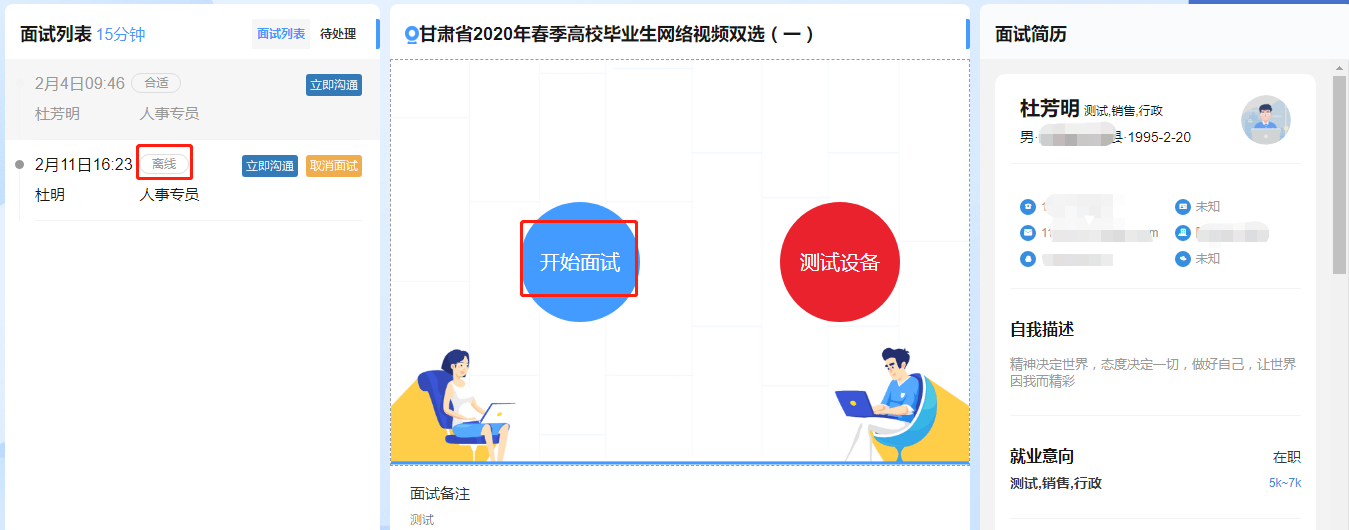 面试列表 15分钟
面试列表 待处理
2月4日09:46 合适 立即沟通
杜芳明 人事专员
2月11日16:23 离线 立即沟通 取消面试
杜明 人事专员
甘肃省2020年春季高校毕业生网络视频双选（一）
开始面试
测试设备
面试备注
测试
面试简历
杜芳明 测试,销售,行政
男· ·1995-2-20
未知
未知
自我描述
精神决定世界，态度决定一切，做好自己，让世界
因我而精彩
就业意向 在职
测试,销售,行政 5k~7k